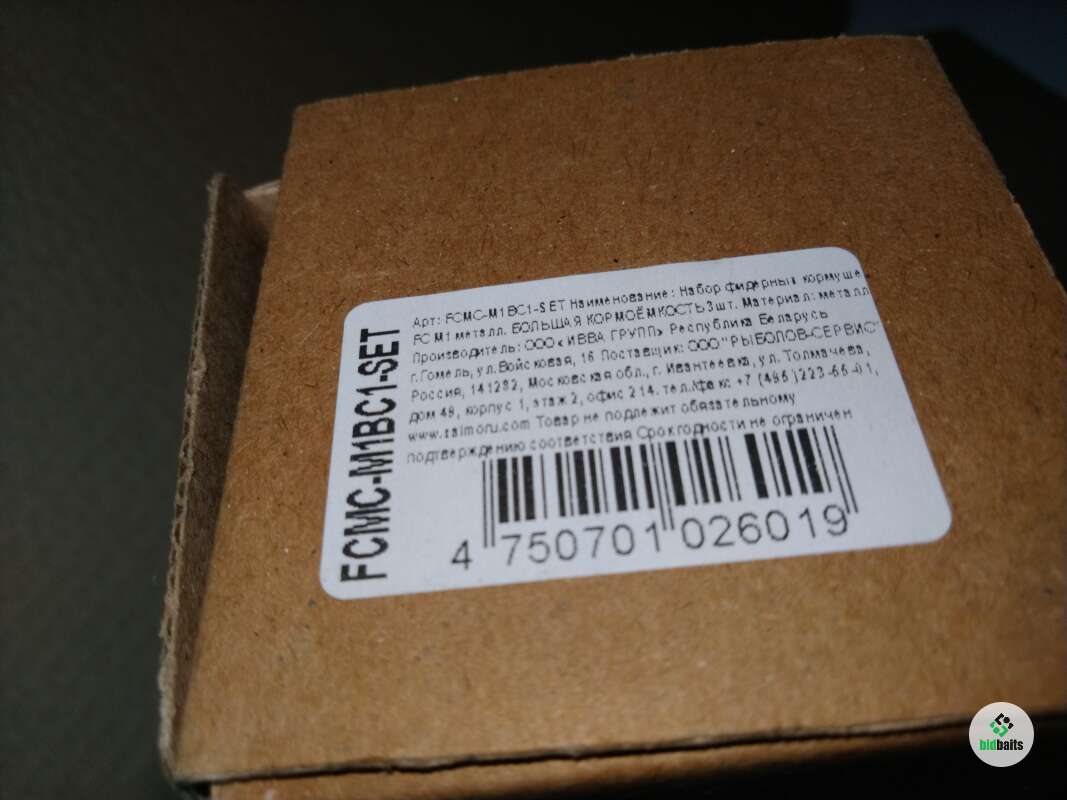 FCMC-M1BC1-SET
Арт: FCMC-M1BC1-SET Наименование: Набор фидерных кормуше
FC M1 металл. БОЛЬШАЯ КОРМОЁМКОСТЬ 3шт. Материал: металл
Производитель: ООО «ИВВА ГРУПП» Республика Беларусь
г.Гомель, ул.Войсковая, 16 Поставщик: ООО "РЫБОЛОВ-СЕРВИС"
Россия, 141282, Московская обл., г. Ивантеевка, ул. Толмачева,
дом 48, корпус 1, этаж 2, офис 214. тел./факс +7 (495)223-66-01,
www.salmoru.com Товар не подлежит обязательному
подтверждению соответствия Срок годности не ограничен
4 750701 026019
bidbaits